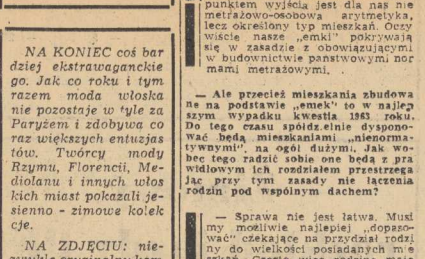 NA KONIEC coś bar
dziej ekstrawaganckie
go. Jak co roku i tym
razem moda włoska
nie pozostaje w tyle za
Paryżem i zdobywa co
raz większych entuzjas
tów. Twórcy mody
Rzymu, Florencii, Me-
diolanu i innych włos
kich miast pokazali je-
sienno - zimowe kolek
cje.
NA ZDJĘCIU: nie-
punktem wyjścia jest dla nas nie
metrażowo-osobowa arytmetyka,
lecz określony typ mieszkań. Oczy
wiście nasze „emki" pokrywają
się w zasadzie z obowiązującymi
w budownictwie państwowymi nor
mami metrażowymi.
— Ale przecież mieszkania zbudowa
ne na podstawie „emek" to w najlep
szym wypadku kwestia 1963 roku.
Do tego czasu spółdzielnie dysponо
wać będą mieszkaniami „nienorma-
tywnymi", na ogół dużymi. Jak wo-
bec tego radzić sobie one będą z pra
widłowym ich rozdziałem przestrzega
jąc przy tym zasady nie łączenia
rodzin pod wspólnym dachem?
— Sprawa nie jest łatwa. Musi
my możliwie najlepiej „dopaso-
wać" czekające na przydział rodzi
ny do wielkości posiadanych mie